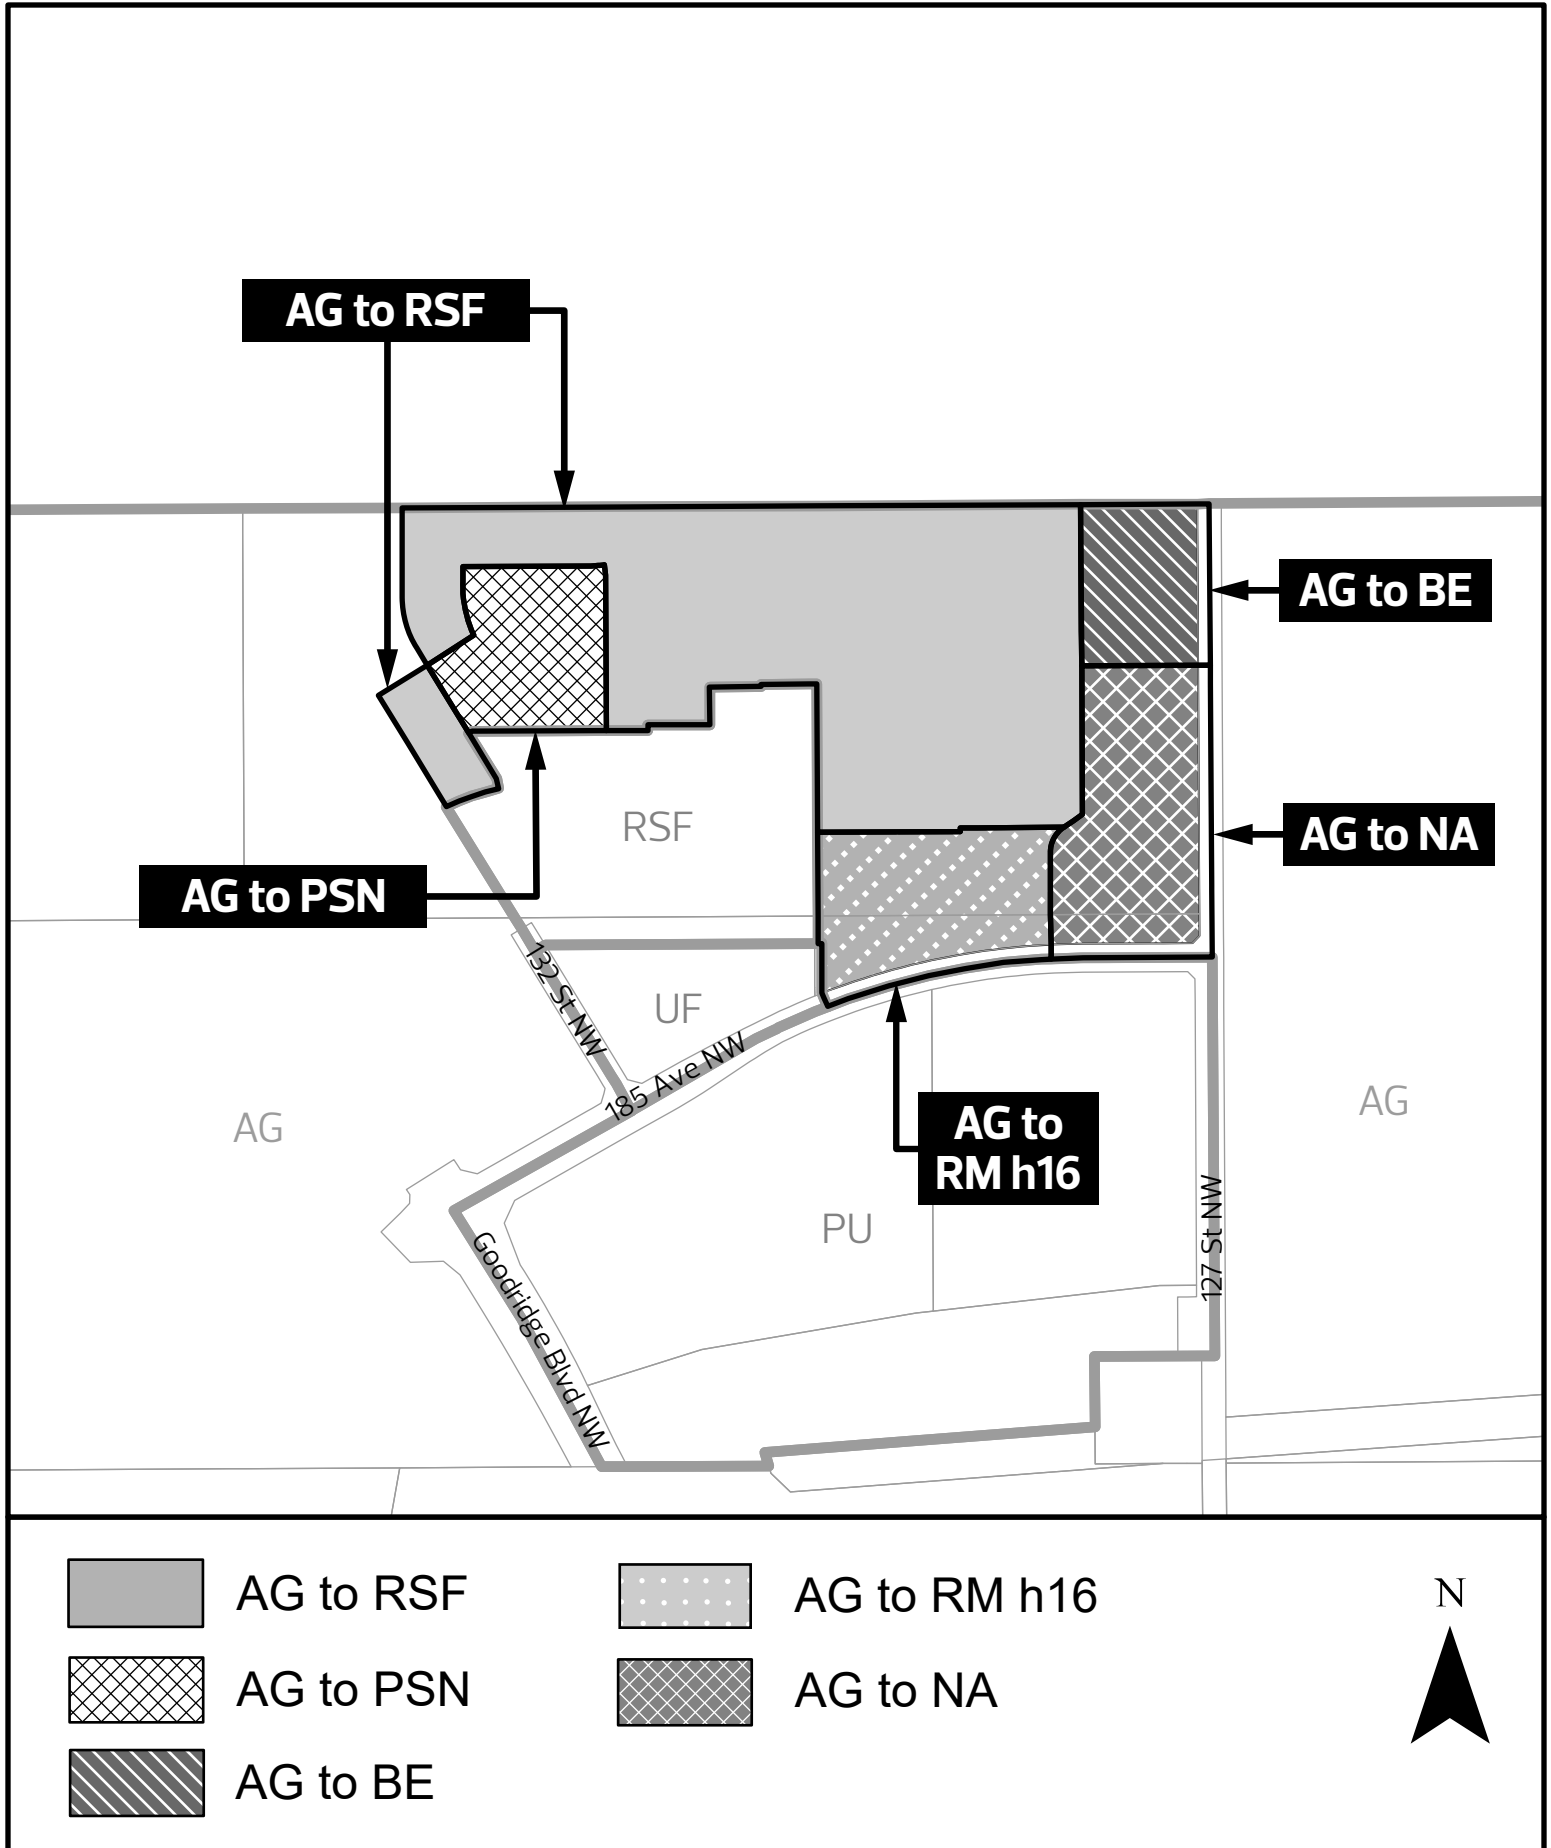 AG to RSF
AG to BE
RSF
AG to NA
AG to PSN
132 St NW
UF
185 Ave NW
AG
AG
AG to
RM h16
PU
127 St NW
Goodridge Blvd NW
AG to RSF
AG to RM h16
N
AG to PSN
AG to NA
AG to BE